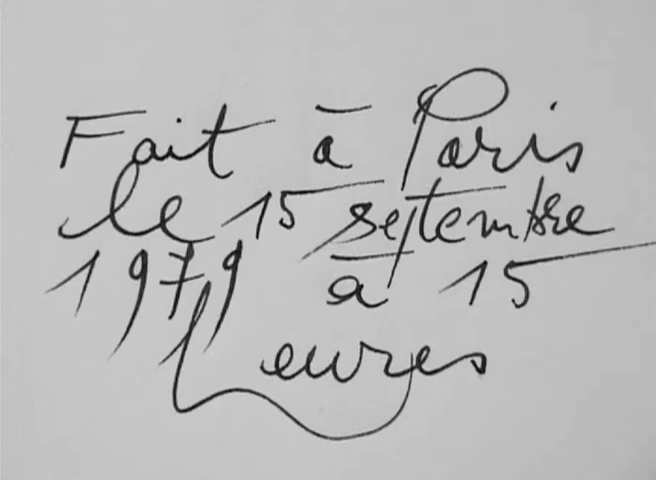 Fait à Paris
le 15 septembre
1979 à 15
heures